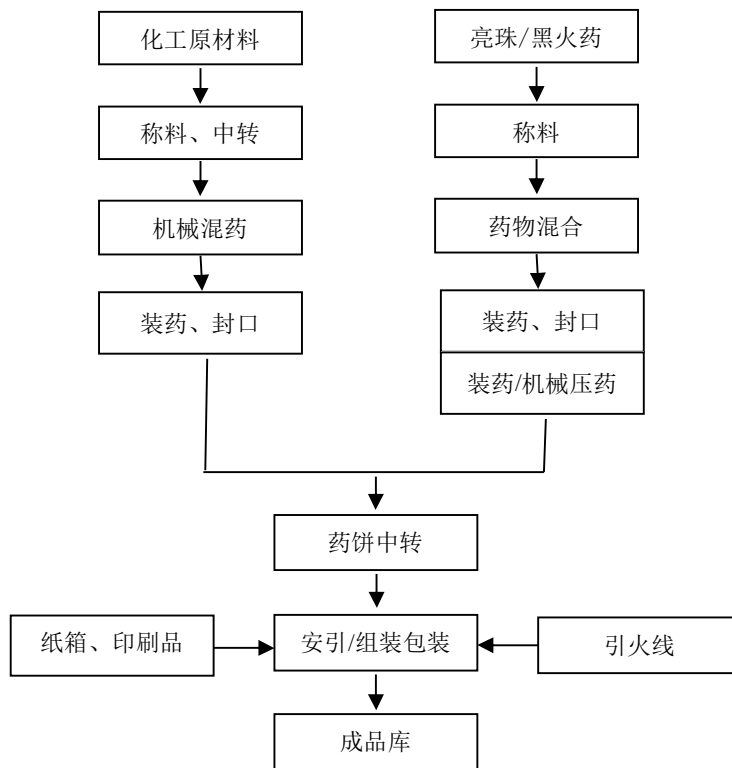 化工原材料
亮珠/黑火药
称料、中转
称料
机械混药
药物混合
装药、封口
装药、封口
装药/机械压药
药饼中转
纸箱、印刷品
安引/组装包装
引火线
成品库